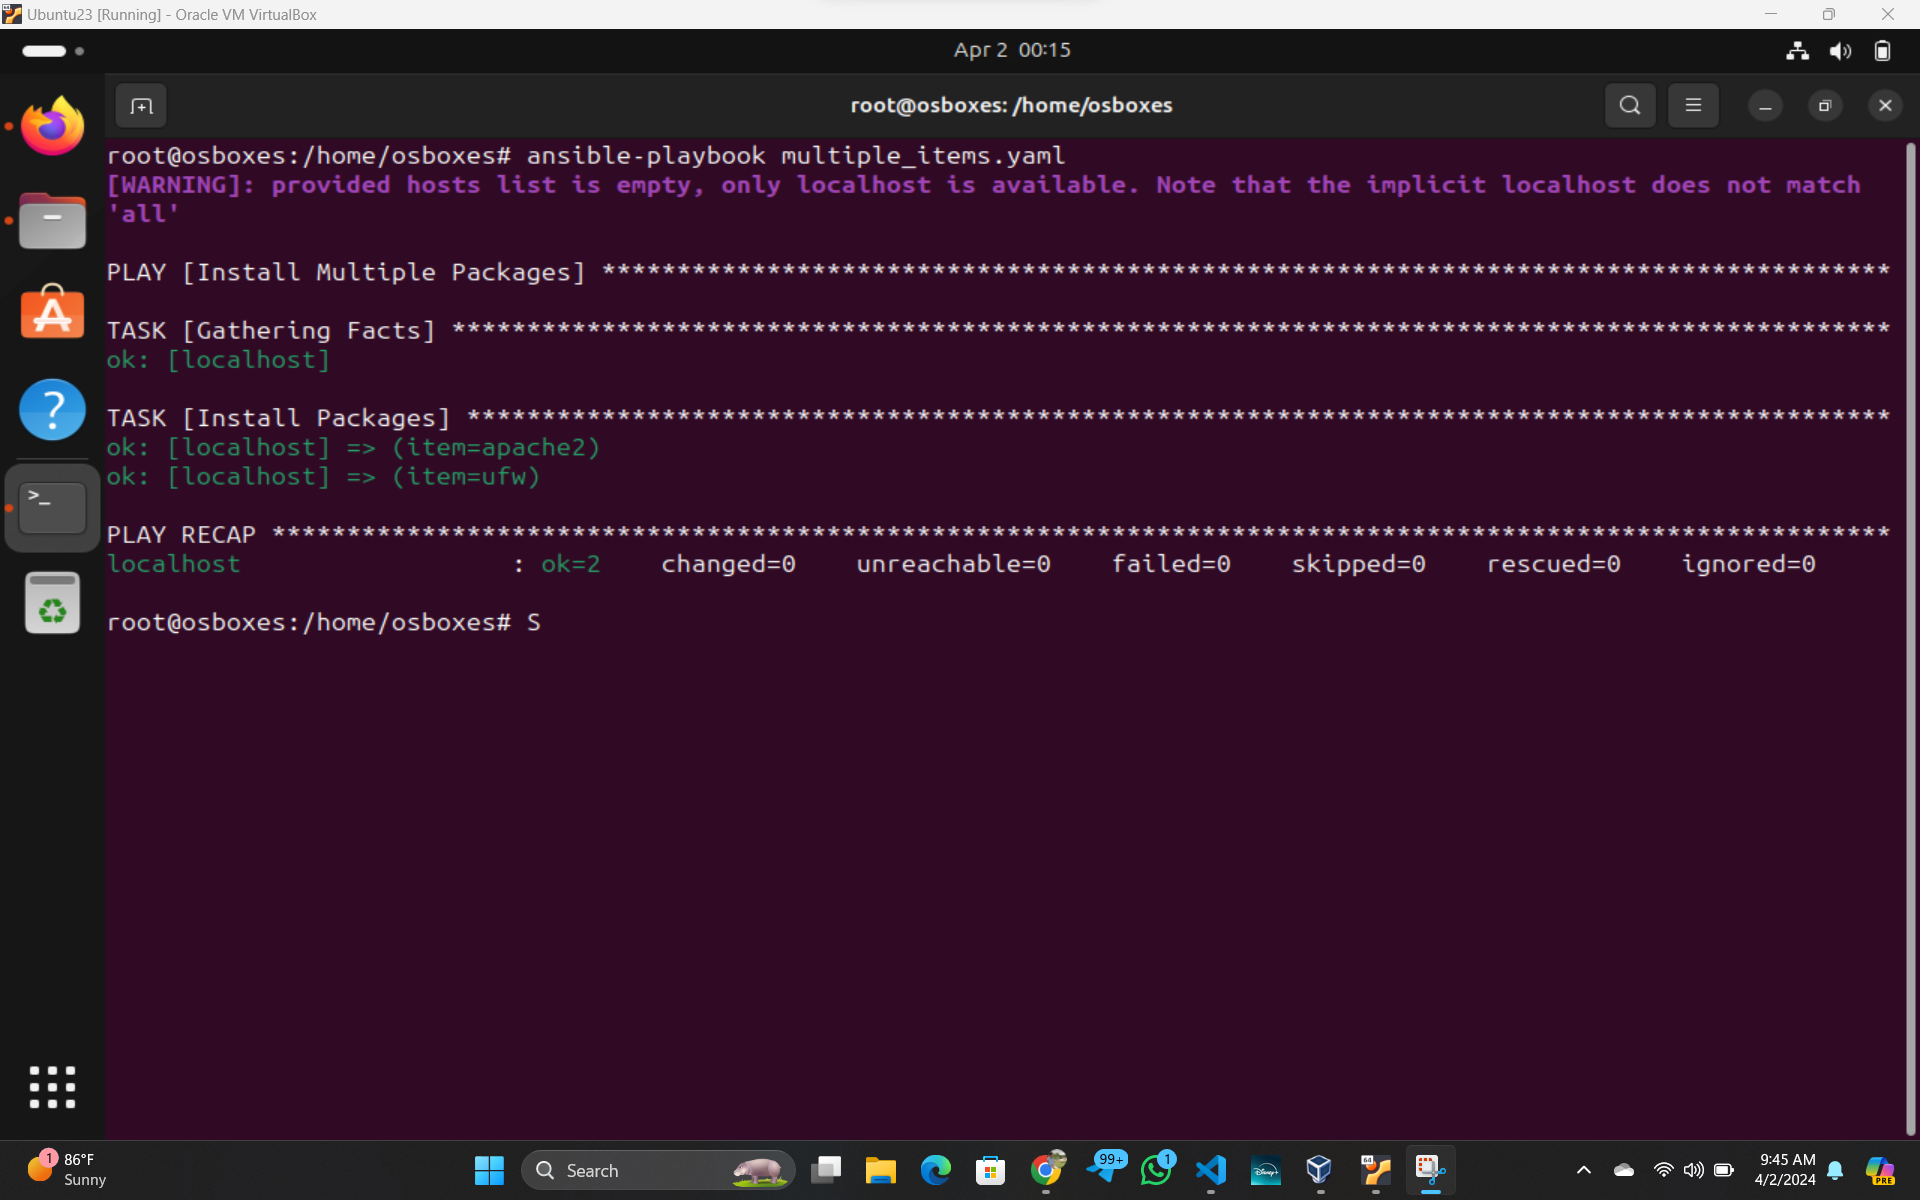 Ubuntu23 [Running] - Oracle VM VirtualBox
Apr 2 00:15
root@osboxes: /home/osboxes
root@osboxes:/home/osboxes# ansible-playbook multiple_items.yaml
[WARNING]: provided hosts list is empty, only localhost is available. Note that the implicit localhost does not match
'all'
PLAY [Install Multiple Packages] **************************************************************************************
TASK [Gathering Facts] ************************************************************************************************
ok: [localhost]
TASK [Install Packages] ***********************************************************************************************
ok: [localhost] => (item=apache2)
ok: [localhost] => (item=ufw)
PLAY RECAP ************************************************************************************************************
localhost                  : ok=2    changed=0    unreachable=0    failed=0    skipped=0    rescued=0    ignored=0
root@osboxes:/home/osboxes# S
1
86°F
Sunny
Search
99+
1
Disney+
64
9:45 AM
4/2/2024
PRE